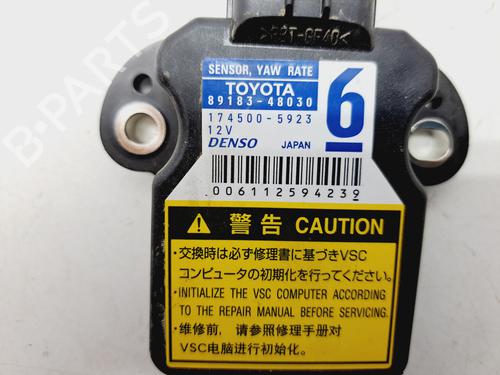 >PBT-GF40<
SENSOR, YAW RATE
TOYOTA
89183-48030
174500-5923
12V
DENSO JAPAN
6
006112594239
警告 CAUTION
・交換時は必ず修理書に基づきVSC
コンピュータの初期化を行ってください。
・INITIALIZE THE VSC COMPUTER ACCORDING
TO THE REPAIR MANUAL BEFORE SERVICING.
・维修前，请参照修理手册对
VSC电脑进行初始化。
B-PARTS